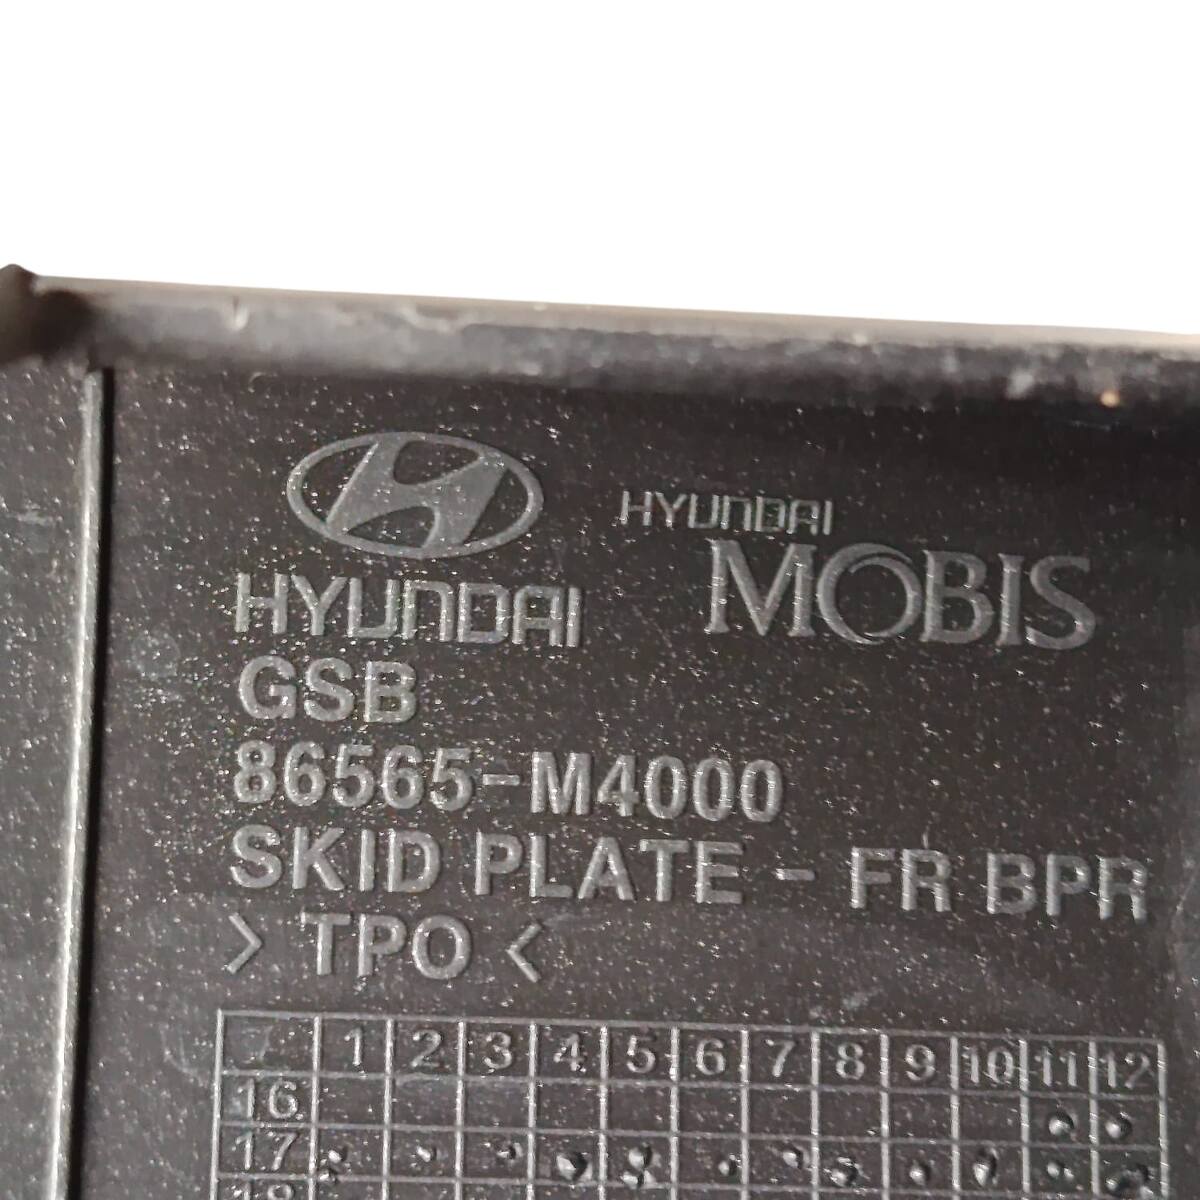 HYUNDAI
HYUNDAI
MOBIS
GSB
86565-M4000
SKID PLATE - FR BPR
> TPO <
1 2 3 4 5 6 7 8 9 10 11 12
16
17
18